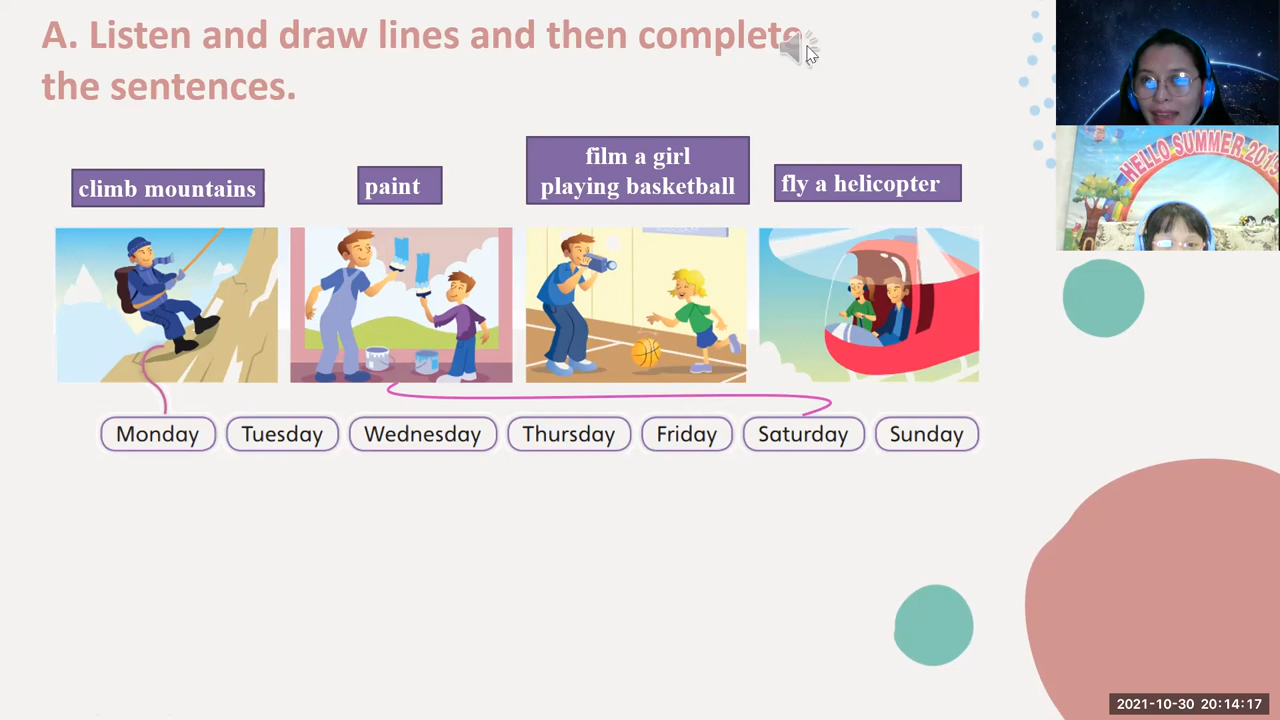 A. Listen and draw lines and then complete
the sentences.
climb mountains
paint
film a girl
playing basketball
fly a helicopter
Monday
Tuesday
Wednesday
Thursday
Friday
Saturday
Sunday
HELLO SUMMER 2019
2021-10-30 20:14:17